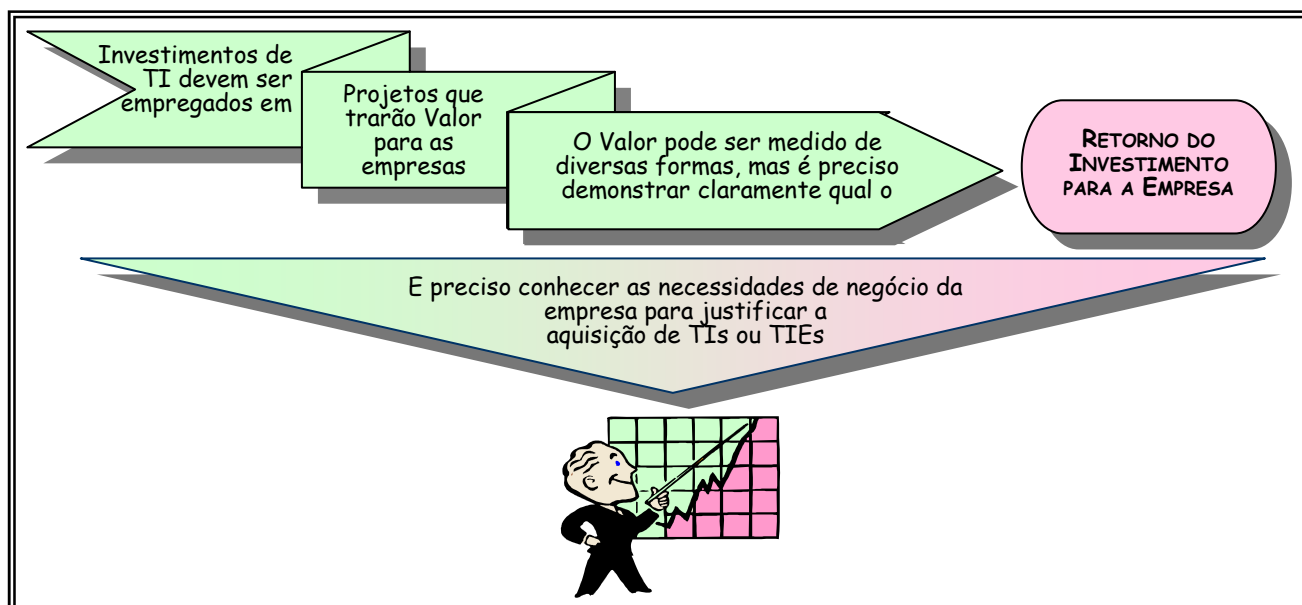 Investimentos de
TI devem ser
empregados em
Projetos que
trarão Valor
para as
empresas
O Valor pode ser medido de
diversas formas, mas é preciso
demonstrar claramente qual o
RETORNO DO
INVESTIMENTO
PARA A EMPRESA
E preciso conhecer as necessidades de negócio da
empresa para justificar a
aquisição de TIs ou TIEs